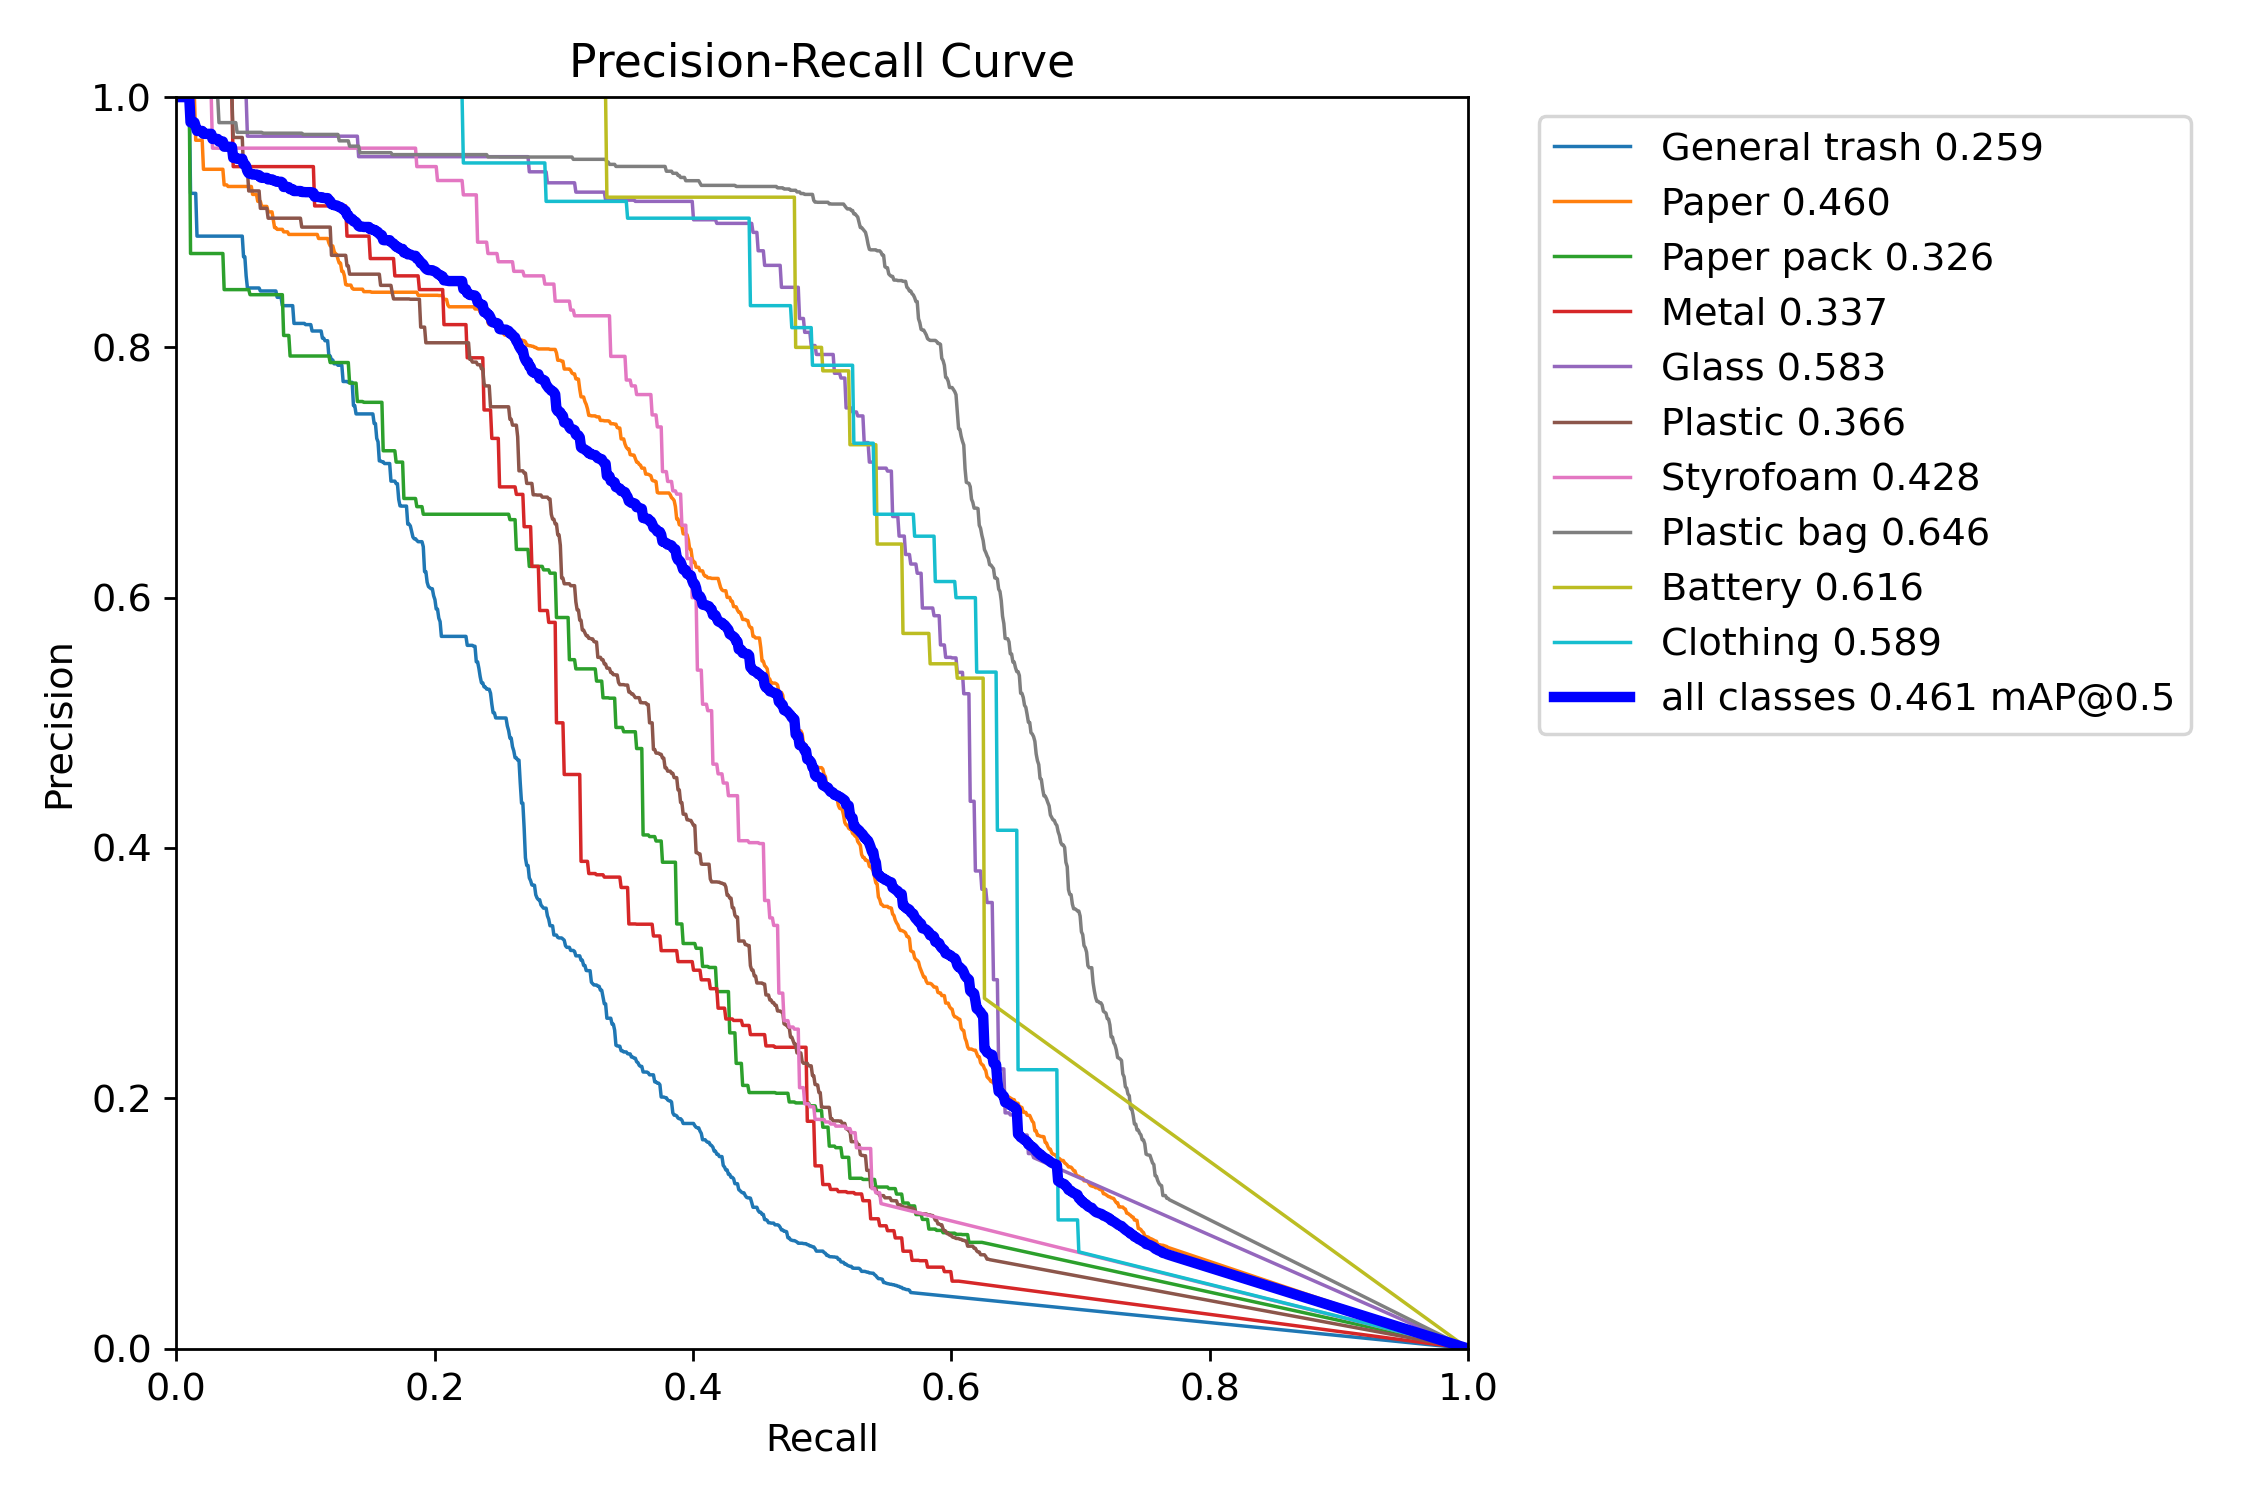 Precision-Recall Curve
1.0
0.8
0.6
0.4
0.2
0.0
Precision
0.0 0.2 0.4 0.6 0.8 1.0
Recall
General trash 0.259
Paper 0.460
Paper pack 0.326
Metal 0.337
Glass 0.583
Plastic 0.366
Styrofoam 0.428
Plastic bag 0.646
Battery 0.616
Clothing 0.589
all classes 0.461 mAP@0.5